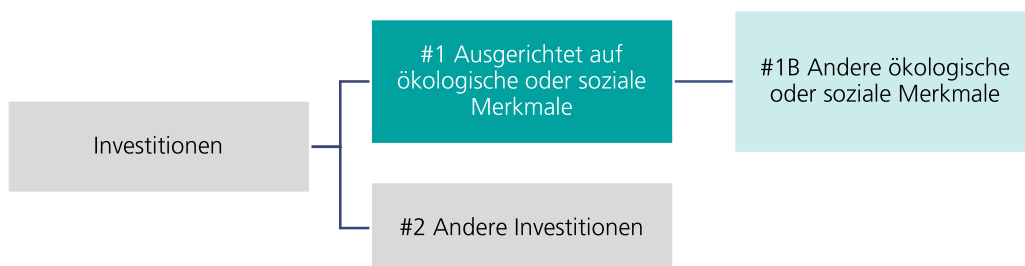 Investitionen
#1 Ausgerichtet auf
ökologische oder soziale
Merkmale
#1B Andere ökologische
oder soziale Merkmale
#2 Andere Investitionen